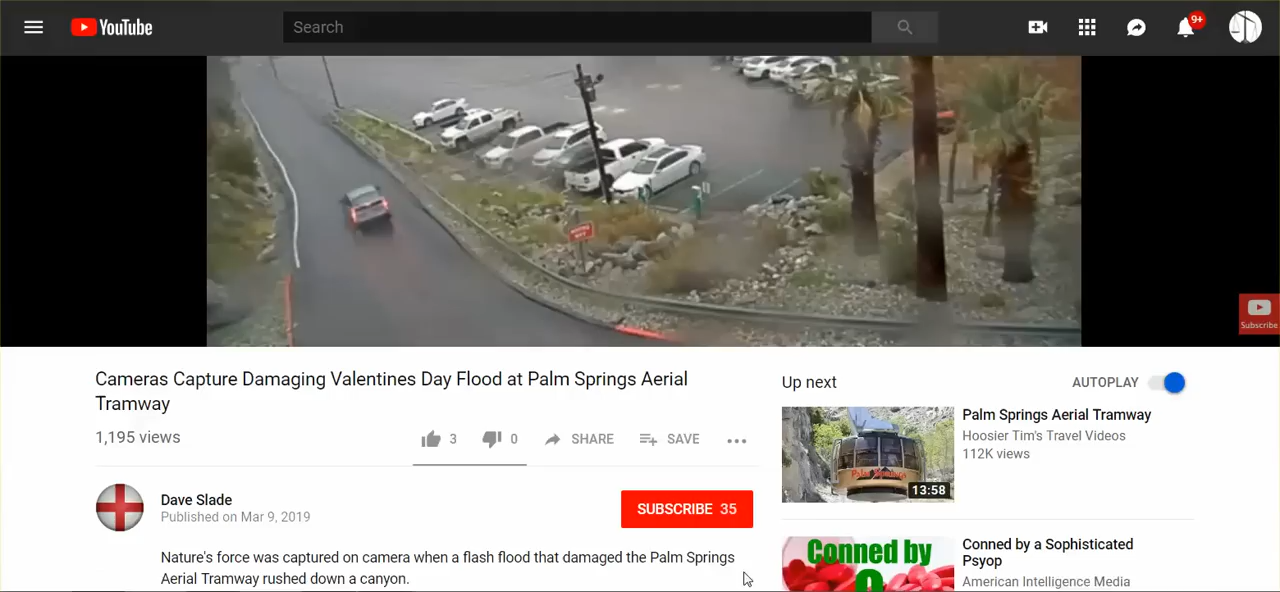 YouTube
Search
9+
Subscribe
Cameras Capture Damaging Valentines Day Flood at Palm Springs Aerial
Tramway
1,195 views
3
0
SHARE
SAVE
Dave Slade
Published on Mar 9, 2019
SUBSCRIBE 35
Nature's force was captured on camera when a flash flood that damaged the Palm Springs
Aerial Tramway rushed down a canyon.
Up next
AUTOPLAY
13:58
Palm Springs Aerial Tramway
Hoosier Tim's Travel Videos
112K views
Conned by
Conned by a Sophisticated
Psyop
American Intelligence Media